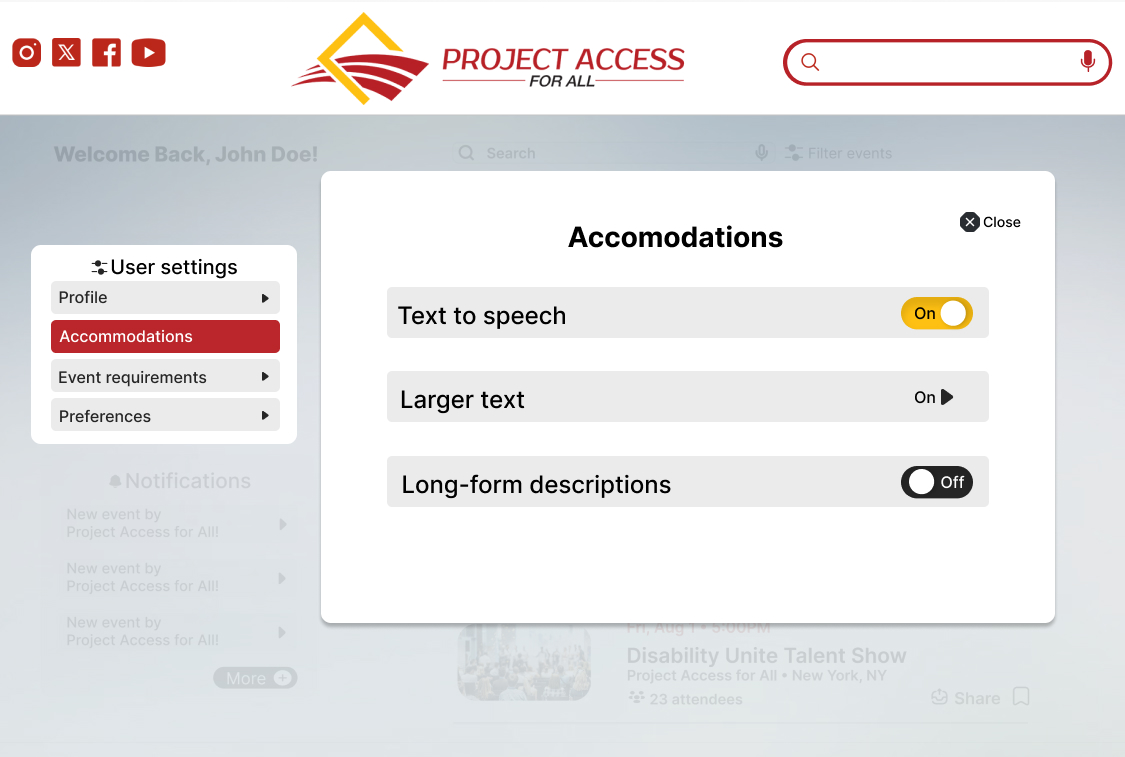 PROJECT ACCESS
FOR ALL
Welcome Back, John Doe!
Search
Filter events
User settings
Profile
Accommodations
Event requirements
Preferences
Accomodations
Close
Text to speech
On
Larger text
On
Long-form descriptions
Off
Notifications
New event by
Project Access for All!
New event by
Project Access for All!
New event by
Project Access for All!
More
Fri, Aug 1 • 5:00PM
Disability Unite Talent Show
Project Access for All • New York, NY
23 attendees
Share